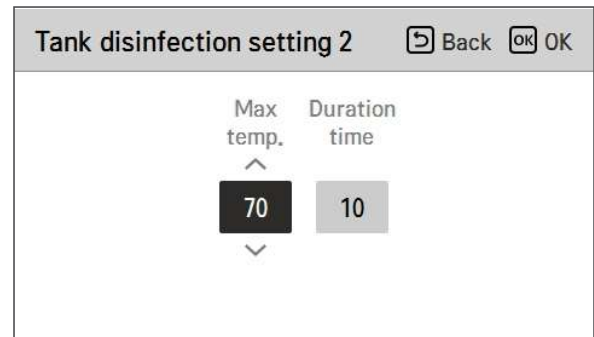 Tank disinfection setting 2 Back OK OK
Max Duration
temp. time
70 10